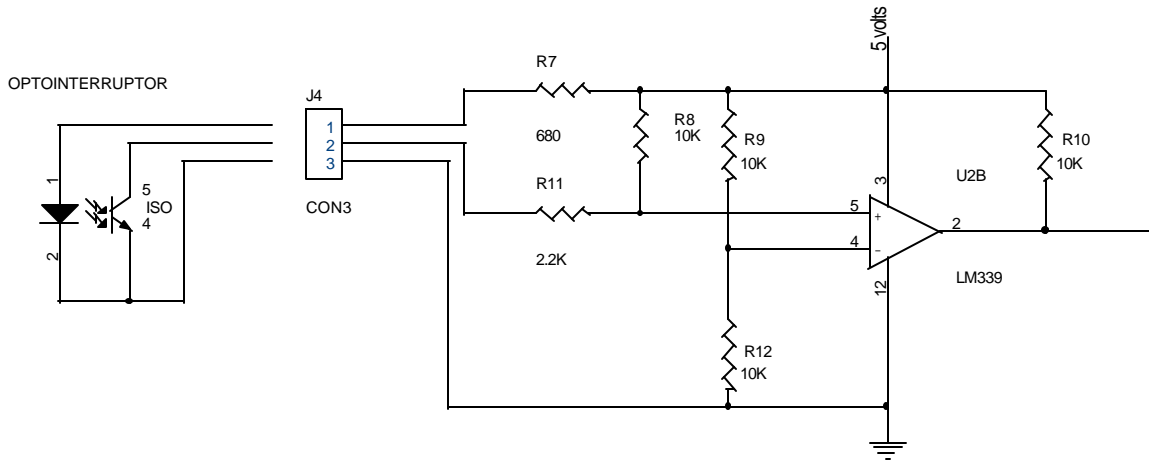 5 volts
OPTOINTERRUPTOR
R7
J4
1
2
3
680
R8
10K
R9
10K
R10
10K
1
2
5
ISO
4
CON3
R11
2.2K
5
+
4
-
3
12
2
U2B
LM339
R12
10K